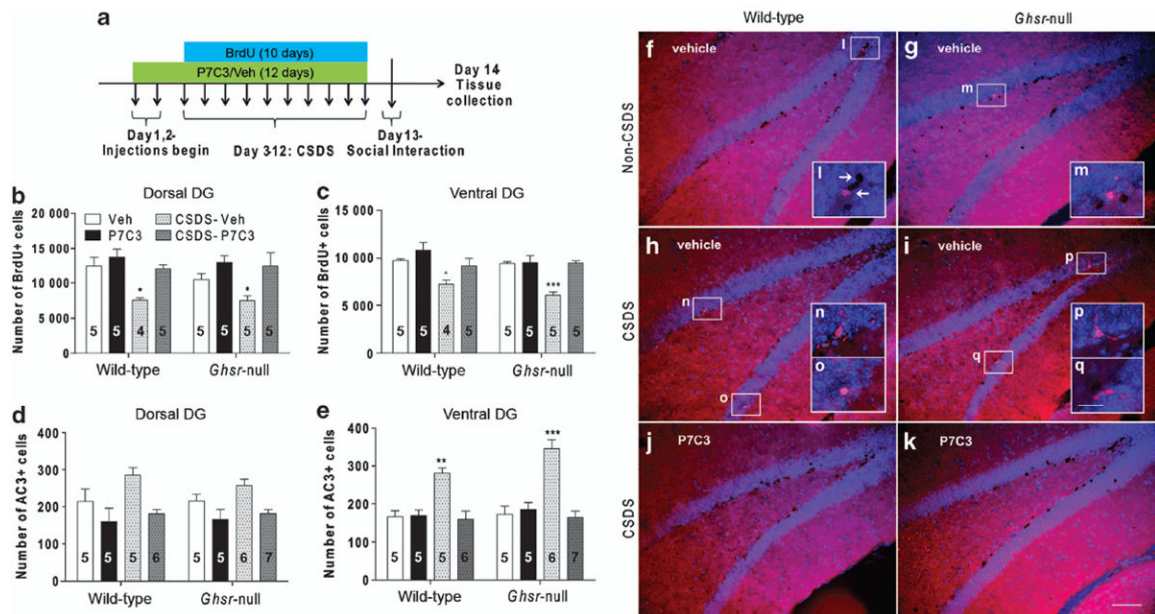 a
BrdU (10 days)
P7C3/Veh (12 days)
Day 14
Tissue
collection
Day 1,2-
Injections begin
Day 312: CSDS
Day13-
Social Interaction
b
Dorsal DG
Number of BrdU+ cells
20 000
15 000
10 000
5 000
0
Veh
P7C3
CSDS- Veh
CSDS- P7C3
*
*
5 5 4 5 5 5 5 5
Wild-type
Ghsr-null
c
Ventral DG
Number of BrdU+ cells
15 000
10 000
5 000
0
*
***
5 5 4 5 5 5 5 5
Wild-type
Ghsr-null
d
Dorsal DG
Number of AC3+ cells
400
300
200
100
0
5 5 5 6 5 5 6 7
Wild-type
Ghsr-null
e
Ventral DG
Number of AC3+ cells
400
300
200
100
0
**
***
5 5 5 6 5 5 6 7
Wild-type
Ghsr-null
Wild-type
Ghsr-null
Non-CSDS
f vehicle
l
l
g vehicle
m
m
CSDS
h vehicle
n
n
o
o
i vehicle
p
p
q
q
CSDS
j P7C3
k P7C3